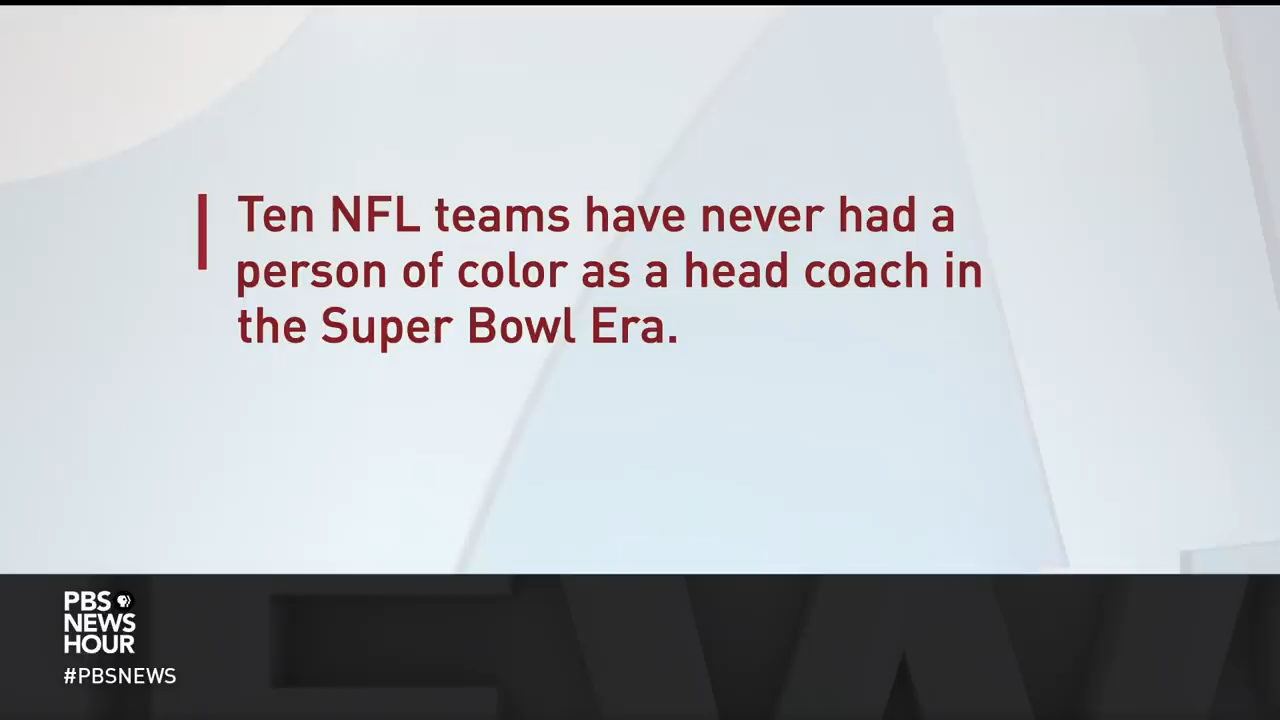 Ten NFL teams have never had a
person of color as a head coach in
the Super Bowl Era.
PBS
NEWS
HOUR
#PBSNEWS